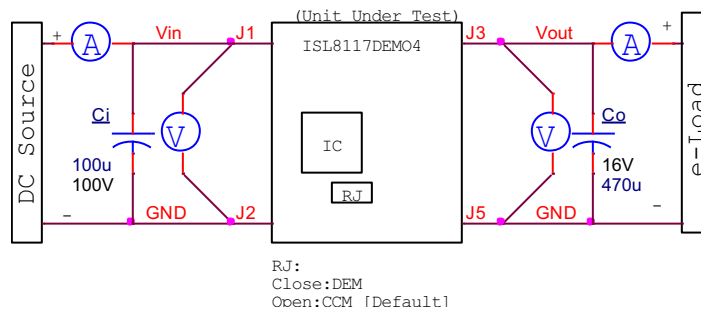 (Unit Under Test)
+
A
Vin
J1
ISL8117DEMO4
J3
Vout
A
+
DC Source
Ci
100u
100V
V
IC
RJ
V
Co
16V
470u
e-Load
-
GND
J2
J5
GND
-
RJ:
Close:DEM
Open:CCM [Default]